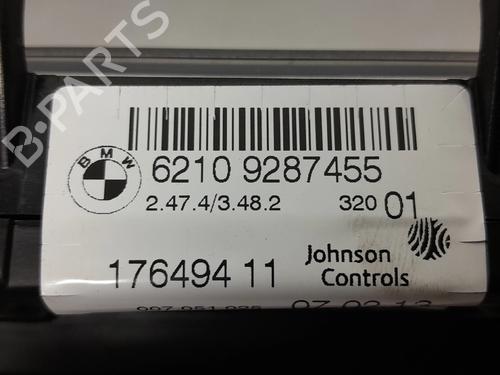 B-PARTS
BMW
6210 9287455
2.47.4/3.48.2 320 01
176494 11
Johnson
Controls